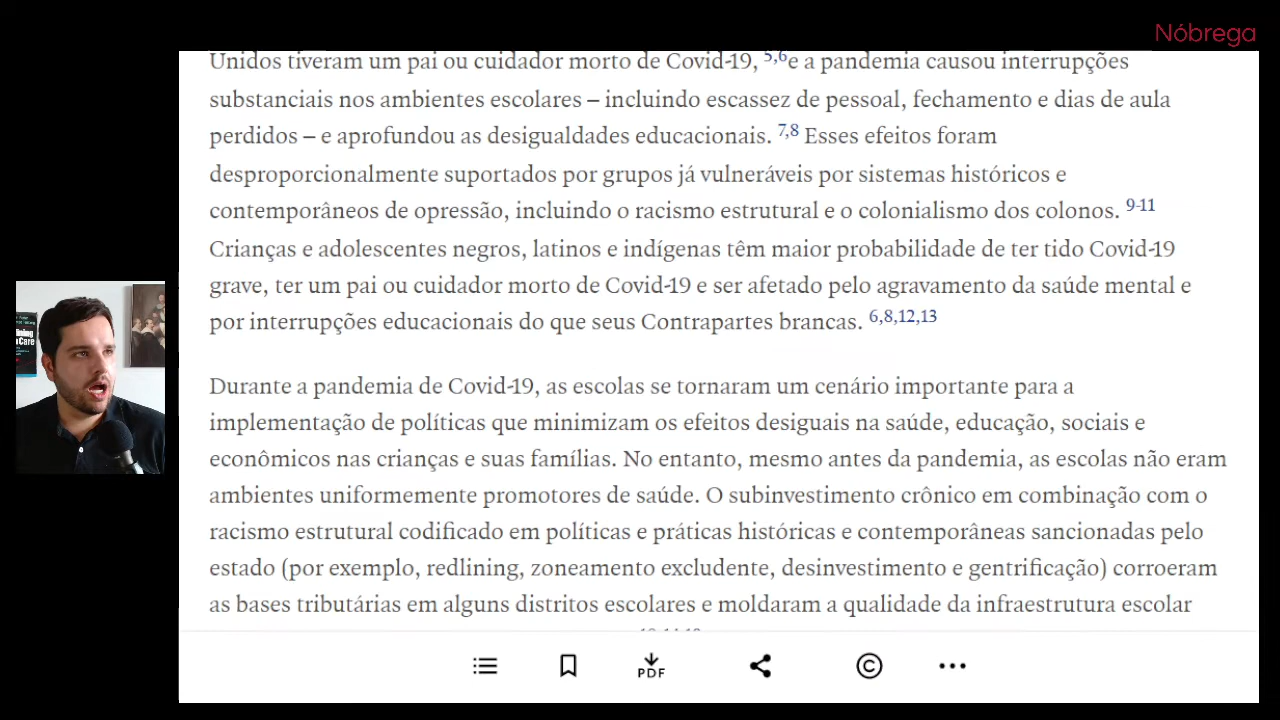 Nóbrega
Unidos tiveram um pai ou cuidador morto de Covid-19, 5,6e a pandemia causou interrupções
substanciais nos ambientes escolares – incluindo escassez de pessoal, fechamento e dias de aula
perdidos – e aprofundou as desigualdades educacionais. 7,8 Esses efeitos foram
desproporcionalmente suportados por grupos já vulneráveis por sistemas históricos e
contemporâneos de opressão, incluindo o racismo estrutural e o colonialismo dos colonos. 9-11
Crianças e adolescentes negros, latinos e indígenas têm maior probabilidade de ter tido Covid-19
grave, ter um pai ou cuidador morto de Covid-19 e ser afetado pelo agravamento da saúde mental e
por interrupções educacionais do que seus Contrapartes brancas. 6,8,12,13
Durante a pandemia de Covid-19, as escolas se tornaram um cenário importante para a
implementação de políticas que minimizam os efeitos desiguais na saúde, educação, sociais e
econômicos nas crianças e suas famílias. No entanto, mesmo antes da pandemia, as escolas não eram
ambientes uniformemente promotores de saúde. O subinvestimento crônico em combinação com o
racismo estrutural codificado em políticas e práticas históricas e contemporâneas sancionadas pelo
estado (por exemplo, redlining, zoneamento excludente, desinvestimento e gentrificação) corroeram
as bases tributárias em alguns distritos escolares e moldaram a qualidade da infraestrutura escolar
PDF
Care